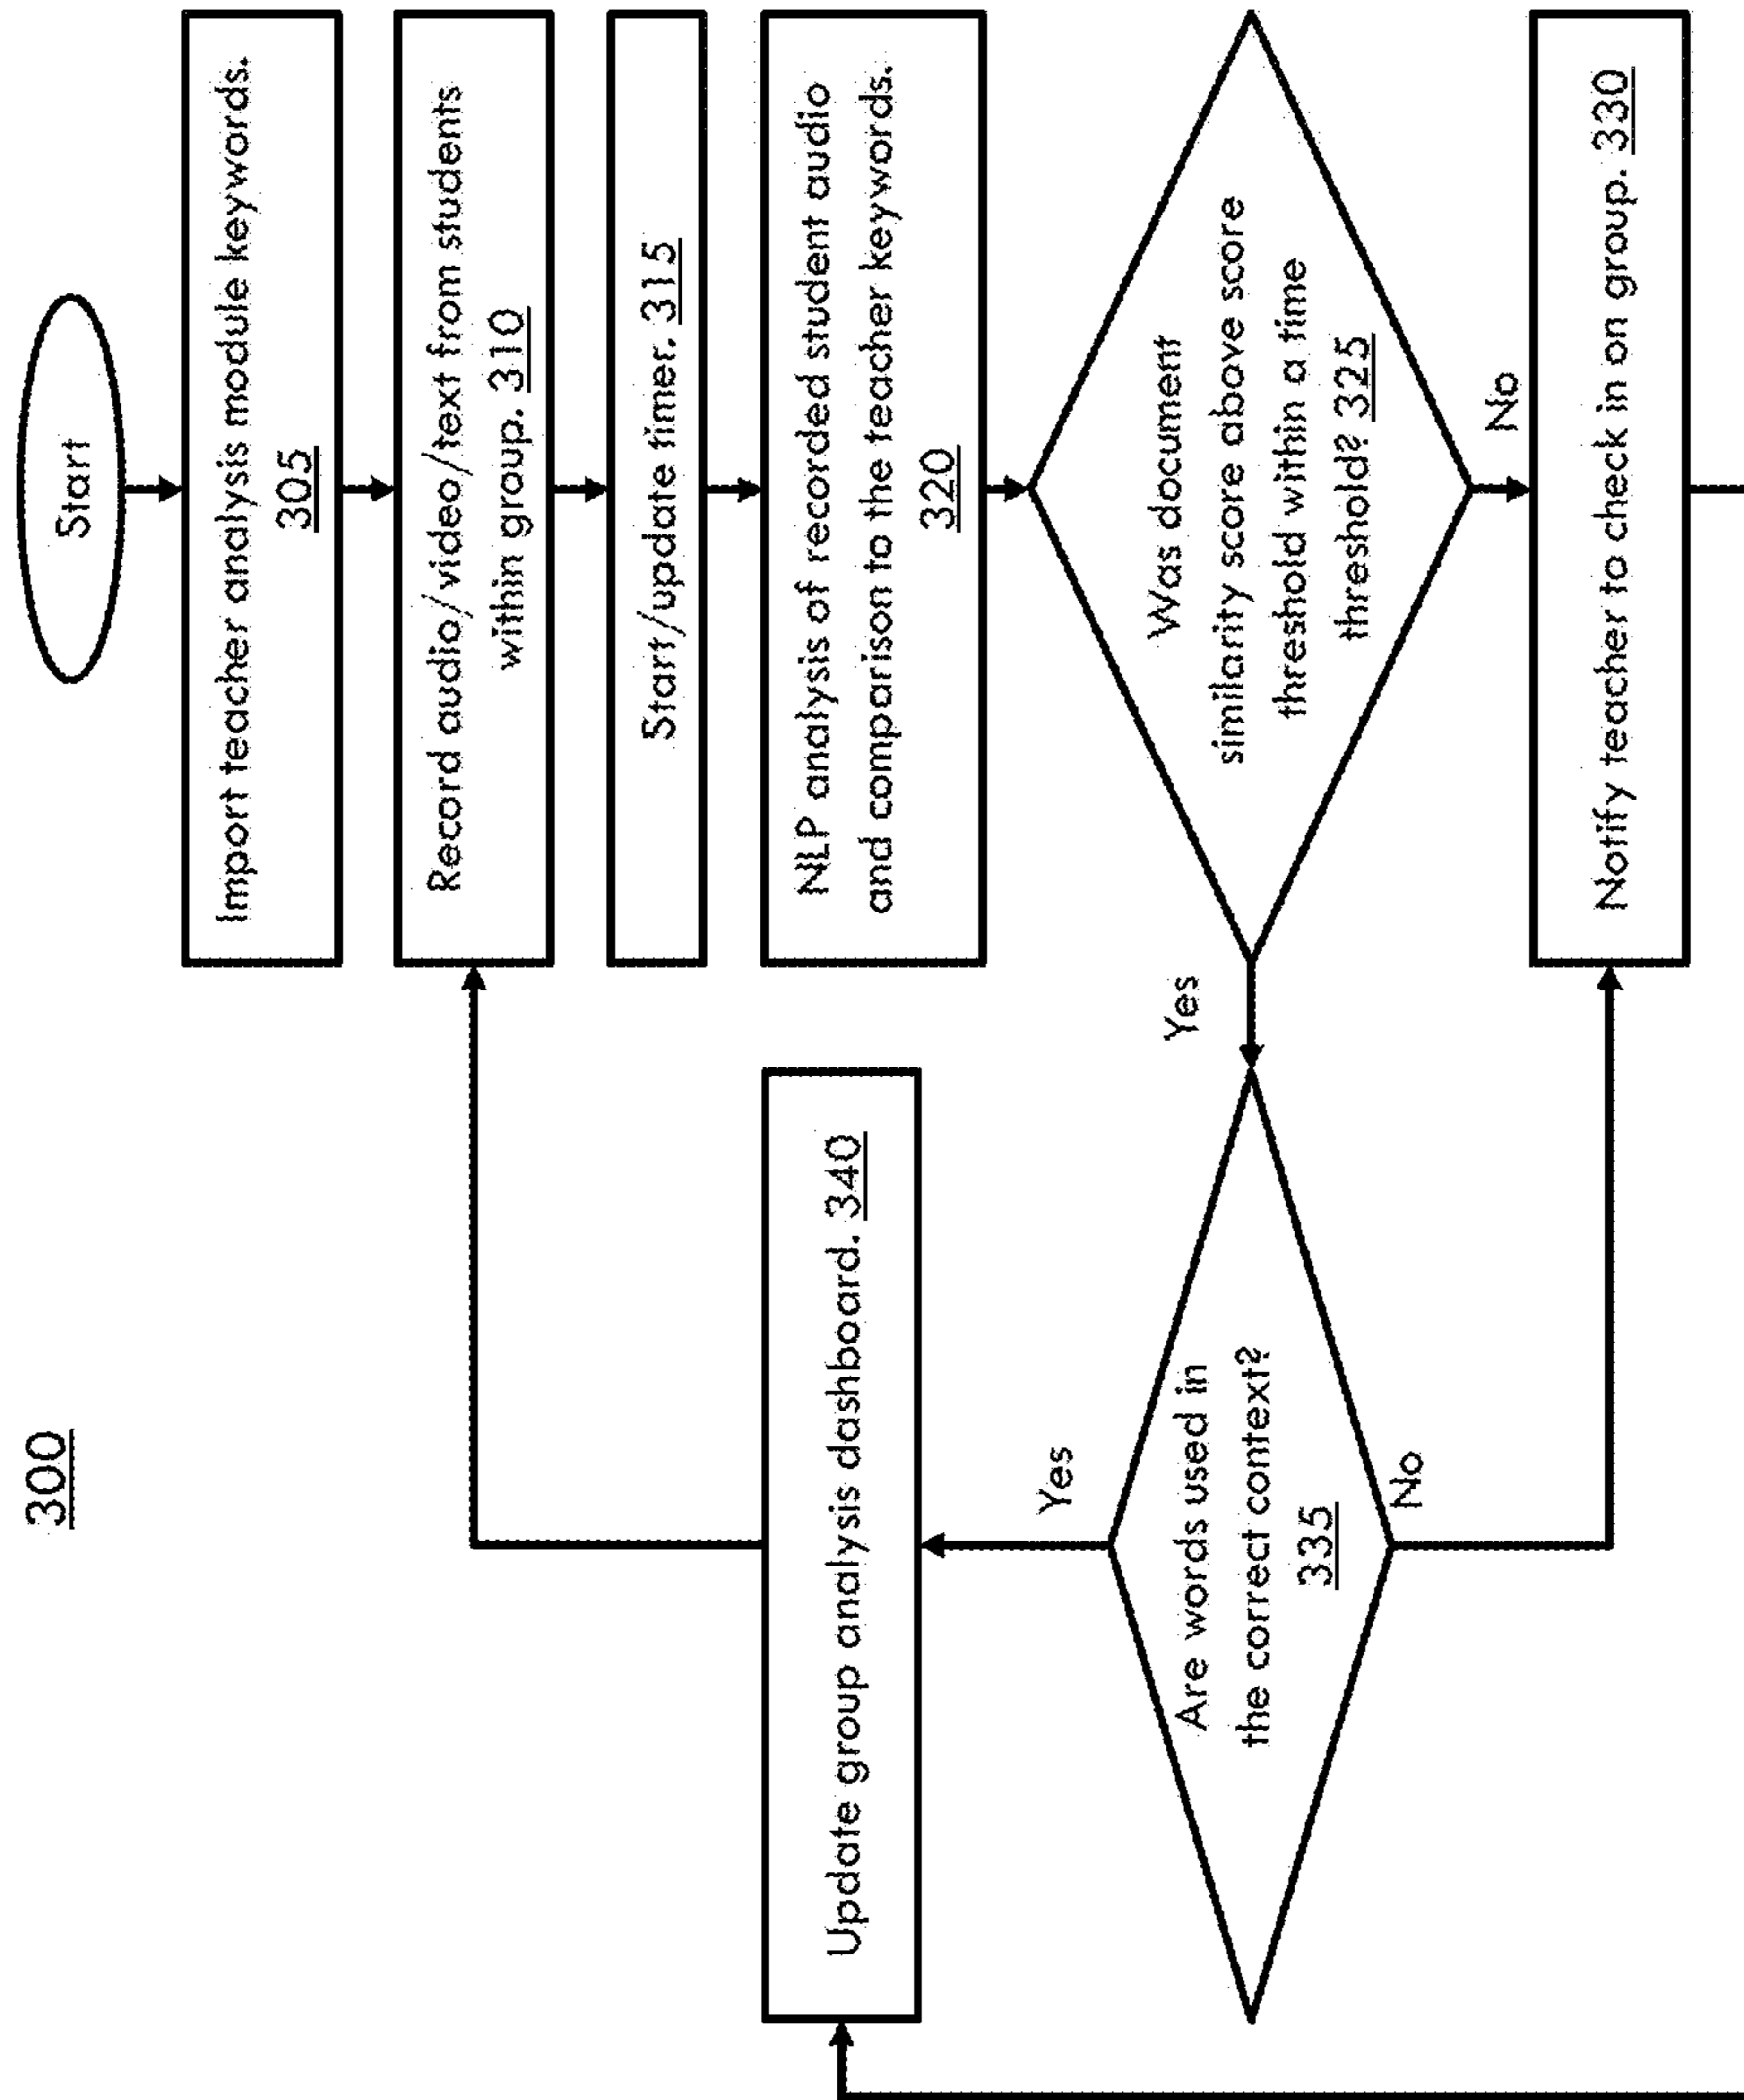 300
Start
Import teacher analysis module keywords.
305
Record audio/video/text from students
within group. 310
Start/update timer. 315
NLP analysis of recorded student audio
and comparison to the teacher keywords.
320
Was document
similarity score above score
threshold within a time
threshold? 325
Yes
No
Notify teacher to check in on group. 330
Are words used in
the correct context?
335
Yes
No
Update group analysis dashboard. 340